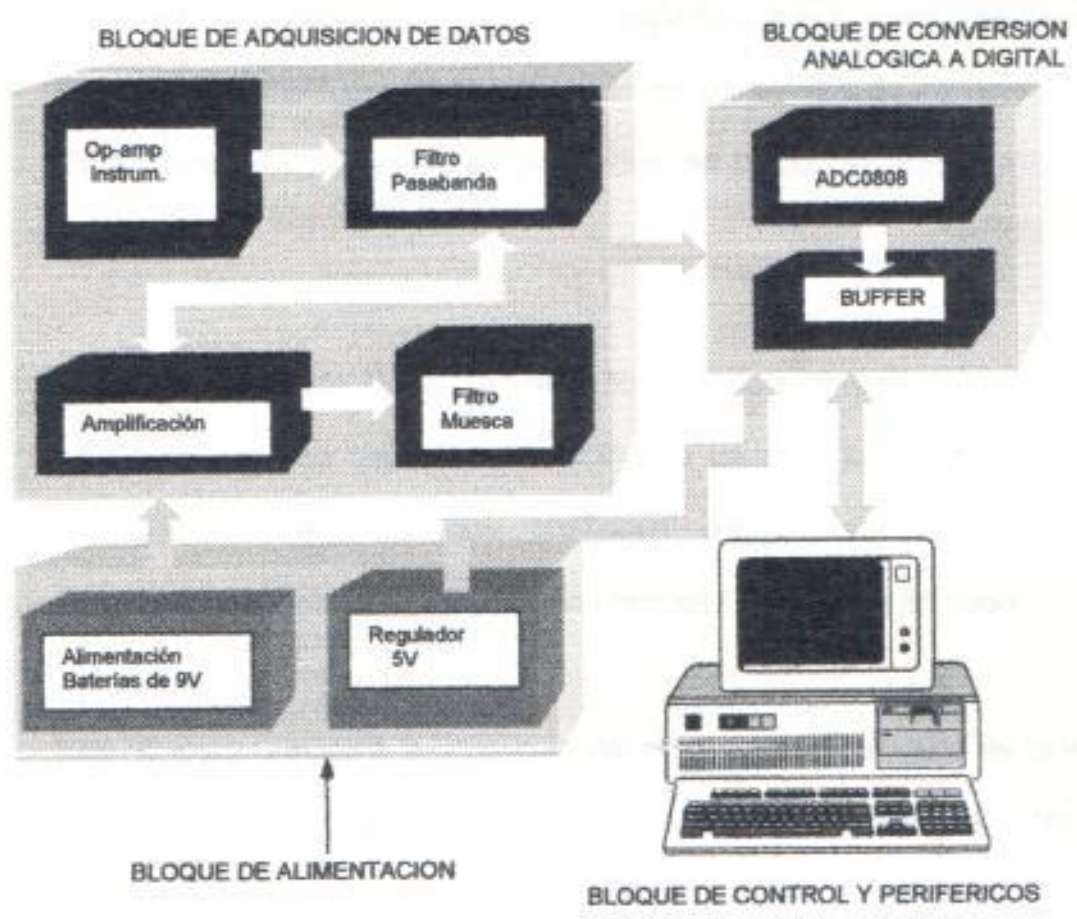 BLOQUE DE ADQUISICION DE DATOS
BLOQUE DE CONVERSION
ANALOGICA A DIGITAL
Op-amp
Instrum.
Filtro
Pasabanda
ADC0808
BUFFER
Amplificación
Filtro
Muesca
Alimentación
Baterías de 9V
Regulador
5V
BLOQUE DE ALIMENTACION
BLOQUE DE CONTROL Y PERIFERICOS